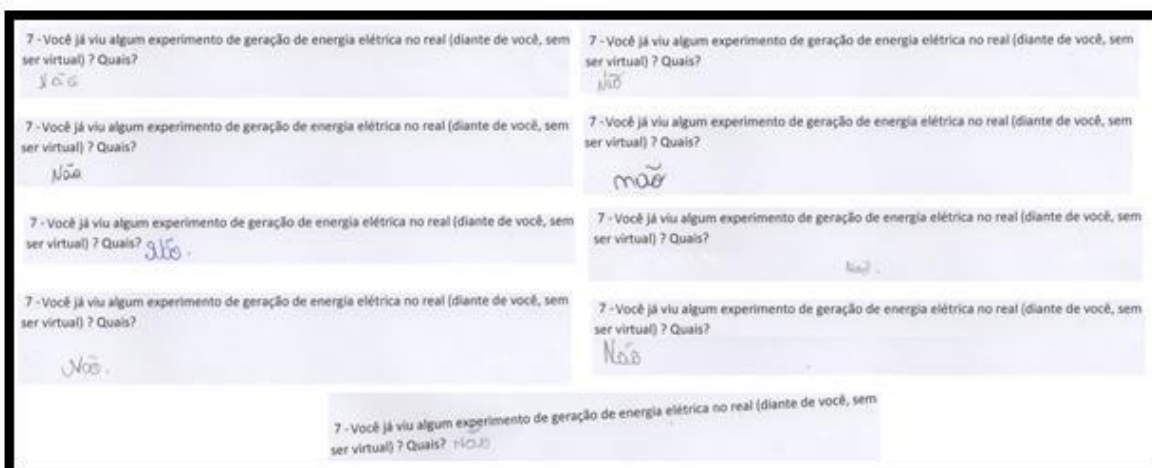 7 - Você já viu algum experimento de geração de energia elétrica no real (diante de você, sem
ser virtual) ? Quais?
Não
7 - Você já viu algum experimento de geração de energia elétrica no real (diante de você, sem
ser virtual) ? Quais?
Não
7 - Você já viu algum experimento de geração de energia elétrica no real (diante de você, sem
ser virtual) ? Quais?
Não
7 - Você já viu algum experimento de geração de energia elétrica no real (diante de você, sem
ser virtual) ? Quais?
não
7 - Você já viu algum experimento de geração de energia elétrica no real (diante de você, sem
ser virtual) ? Quais? Não.
7 - Você já viu algum experimento de geração de energia elétrica no real (diante de você, sem
ser virtual) ? Quais?
Não.
7 - Você já viu algum experimento de geração de energia elétrica no real (diante de você, sem
ser virtual) ? Quais?
Não.
7 - Você já viu algum experimento de geração de energia elétrica no real (diante de você, sem
ser virtual) ? Quais?
Não
7 - Você já viu algum experimento de geração de energia elétrica no real (diante de você, sem
ser virtual) ? Quais? Não